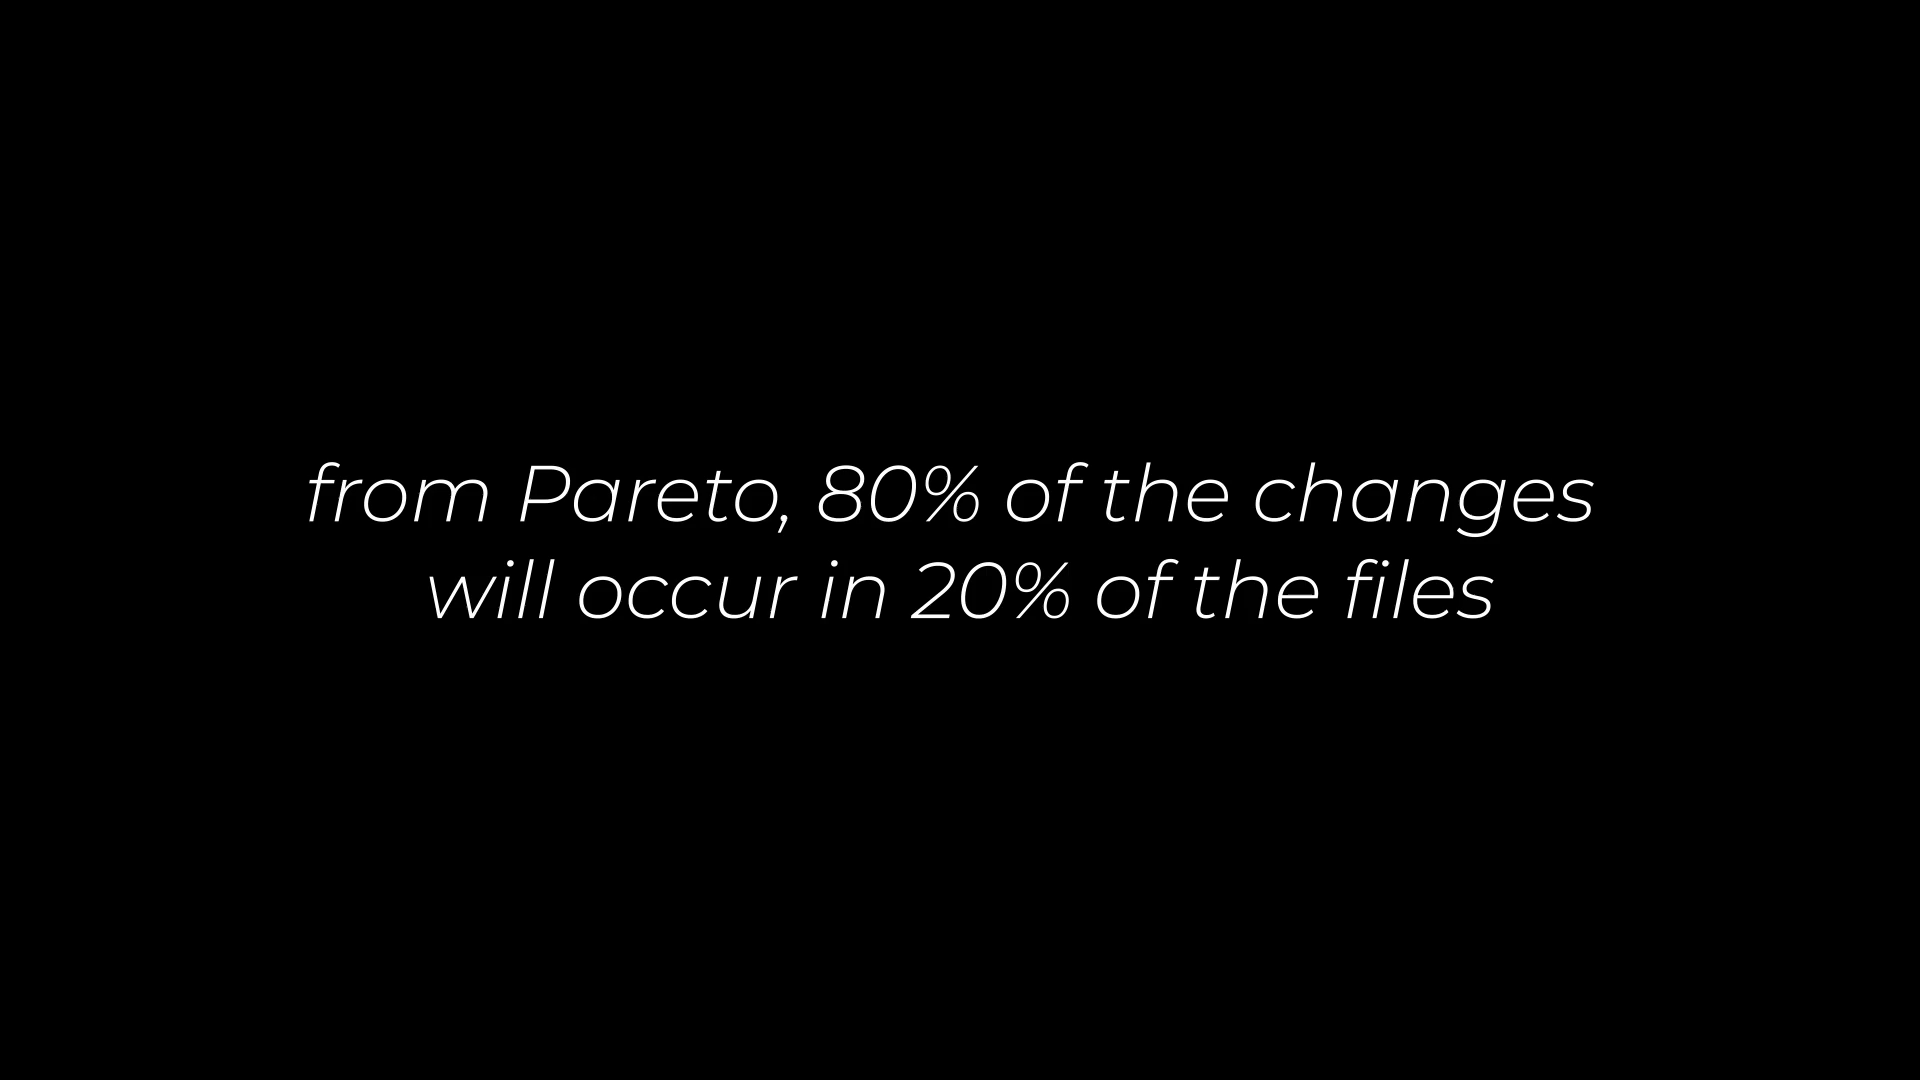 from Pareto, 80% of the changes
will occur in 20% of the files